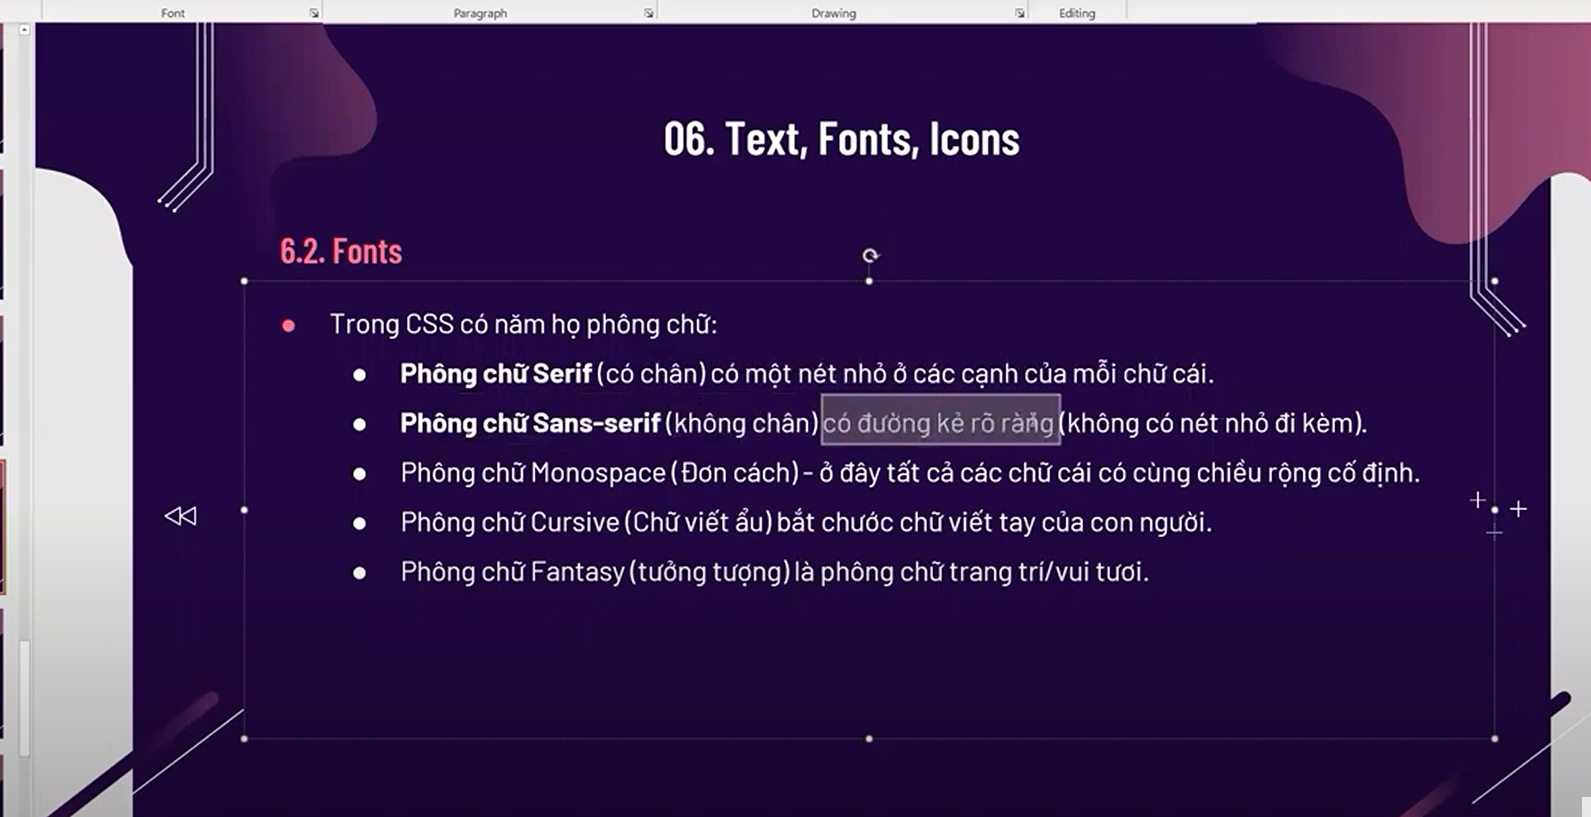 Font
Paragraph
Drawing
Editing
06. Text, Fonts, Icons
6.2. Fonts
Trong CSS có năm họ phông chữ:
Phông chữ Serif (có chân) có một nét nhỏ ở các cạnh của mỗi chữ cái.
Phông chữ Sans-serif (không chân) có đường kẻ rõ ràng (không có nét nhỏ đi kèm).
Phông chữ Monospace (Đơn cách) - ở đây tất cả các chữ cái có cùng chiều rộng cố định.
Phông chữ Cursive (Chữ viết ẩu) bắt chước chữ viết tay của con người.
Phông chữ Fantasy (tưởng tượng) là phông chữ trang trí/vui tươi.